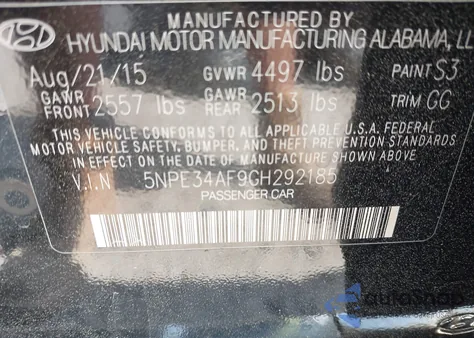 MANUFACTURED BY
HYUNDAI MOTOR MANUFACTURING ALABAMA, LL
Aug/21/15 GVWR 4497 lbs PAINT S3
GAWR FRONT 2557 lbs GAWR REAR 2513 lbs TRIM GG
THIS VEHICLE CONFORMS TO ALL APPLICABLE U.S.A. FEDERAL
MOTOR VEHICLE SAFETY, BUMPER, AND THEFT PREVENTION STANDARDS
IN EFFECT ON THE DATE OF MANUFACTURE SHOWN ABOVE.
V.I.N 5NPE34AF9GH292185
PASSENGER CAR